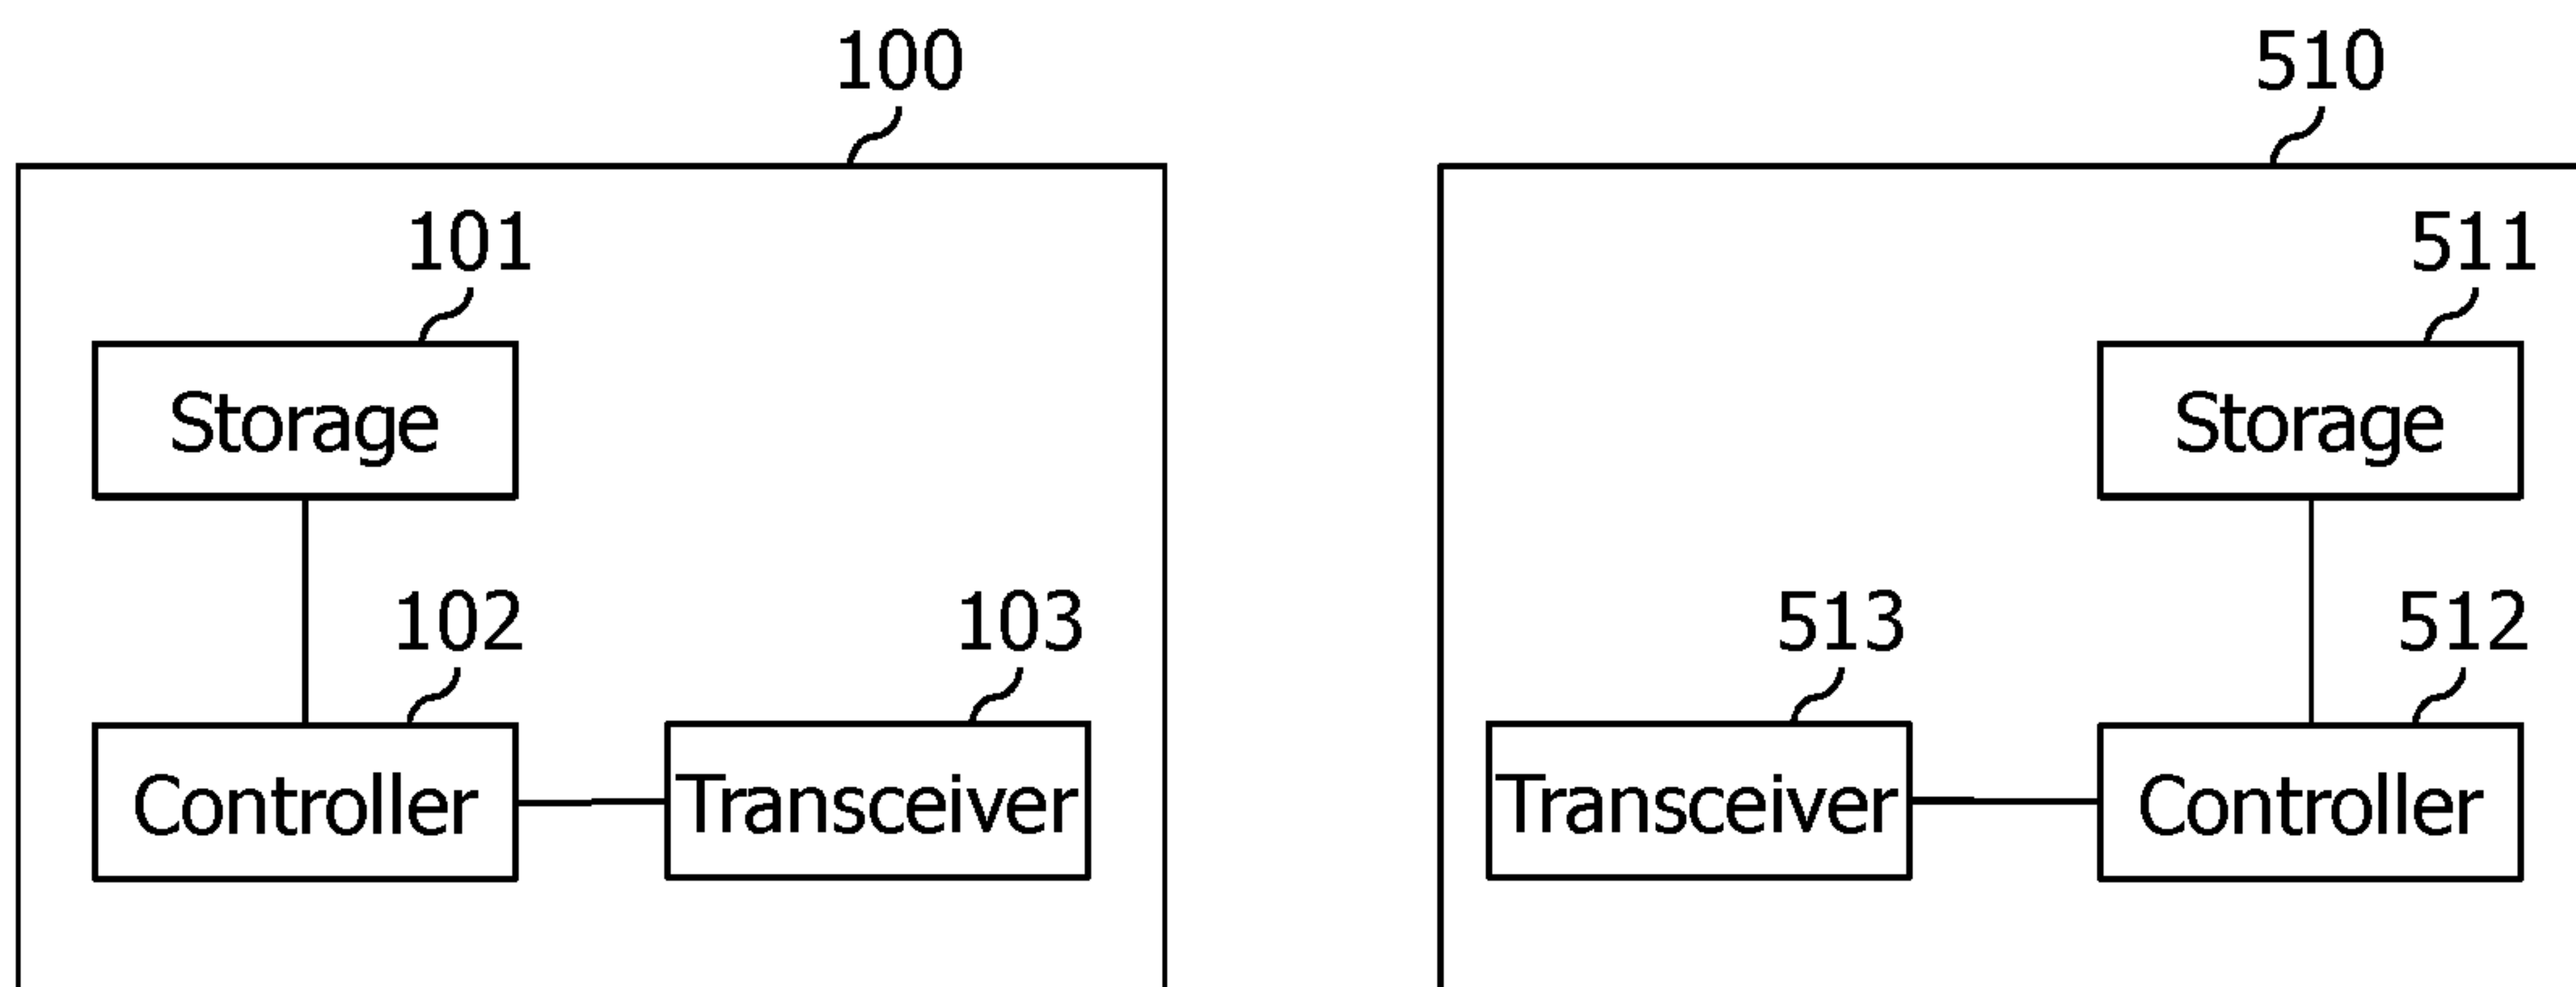 100
510
101
511
Storage
Storage
102
103
513
512
Controller
Transceiver
Transceiver
Controller